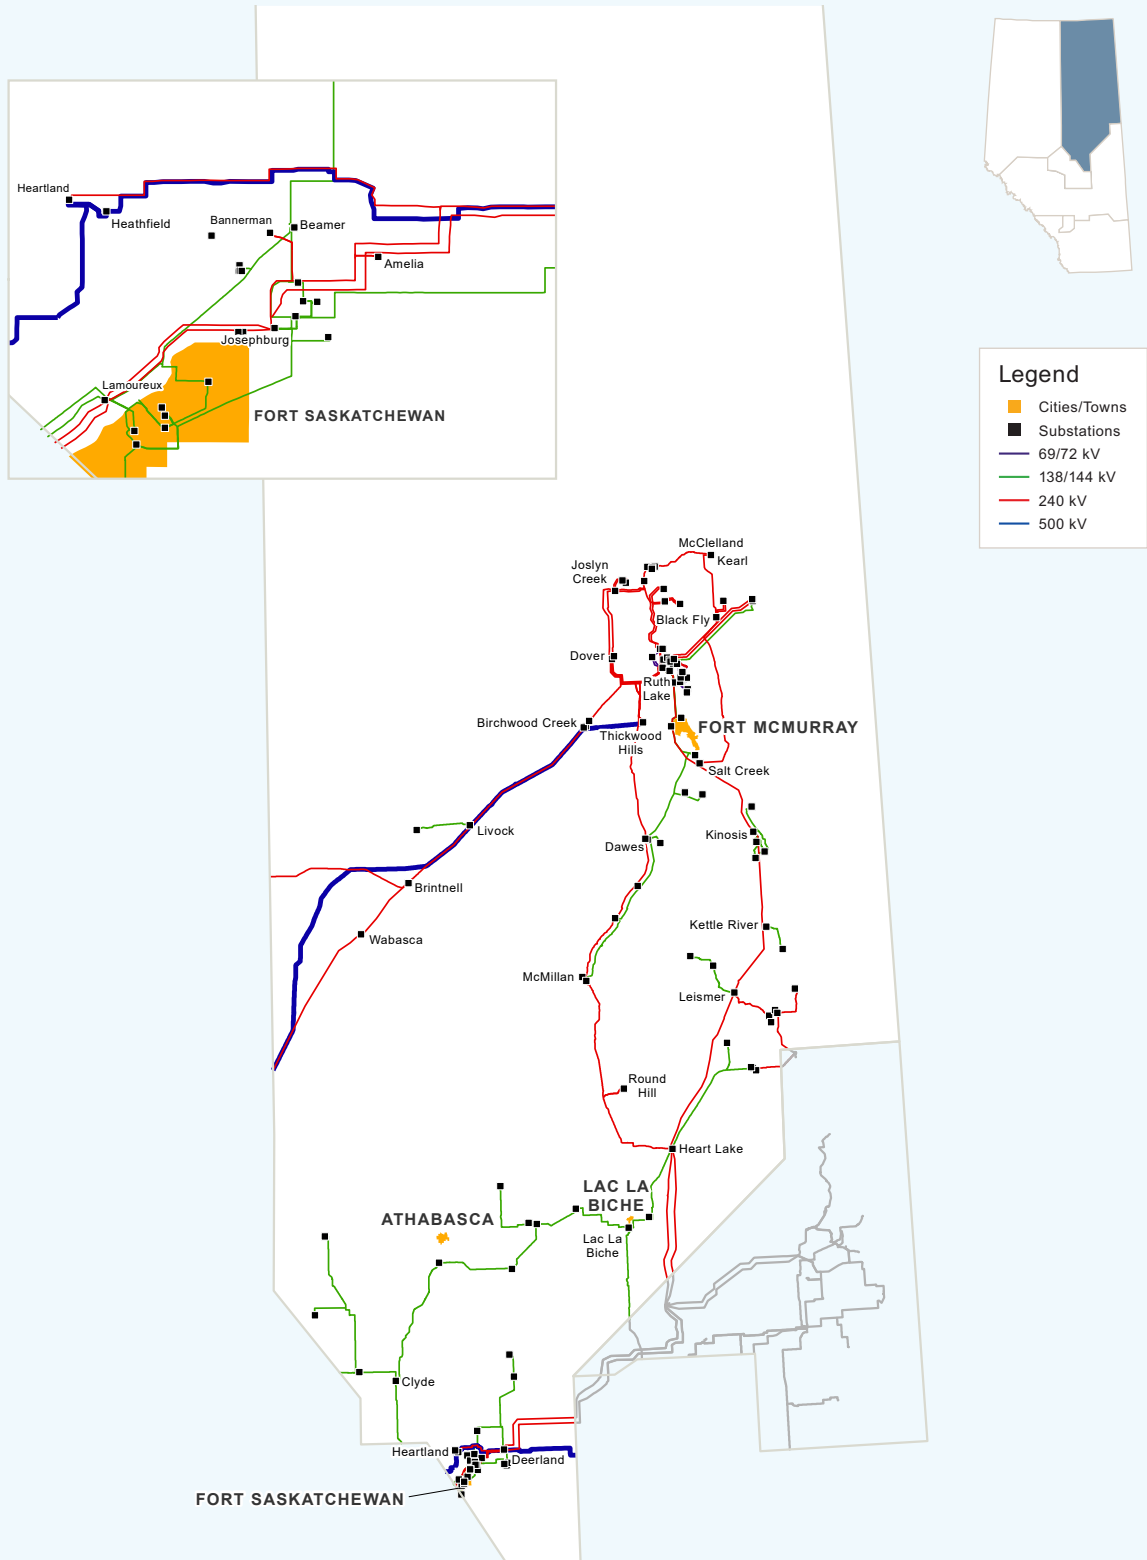 Heartland
Heathfield
Bannerman
Beamer
Amelia
Josephburg
Lamoureux
FORT SASKATCHEWAN
Legend
Cities/Towns
Substations
69/72 kV
138/144 kV
240 kV
500 kV
McClelland
Kearl
Joslyn
Creek
Black Fly
Dover
Ruth
Lake
Birchwood Creek
Thickwood
Hills
FORT MCMURRAY
Salt Creek
Livock
Dawes
Kinosis
Brintnell
Wabasca
Kettle River
McMillan
Leismer
Round
Hill
Heart Lake
LAC LA
BICHE
ATHABASCA
Lac La
Biche
Clyde
Heartland
Deerland
FORT SASKATCHEWAN